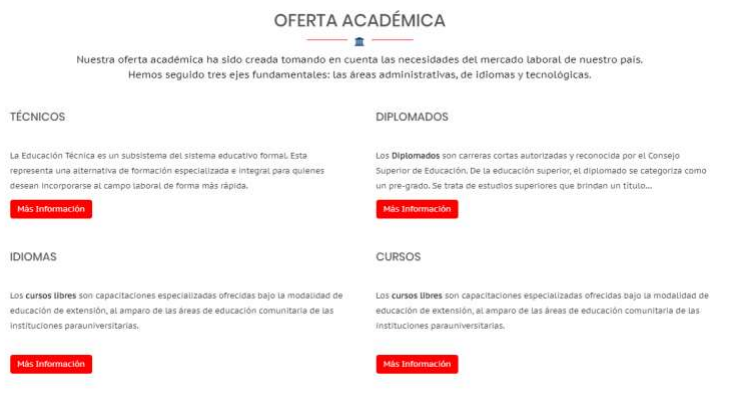 OFERTA ACADÉMICA
Nuestra oferta académica ha sido creada tomando en cuenta las necesidades del mercado laboral de nuestro país.
Hemos seguido tres ejes fundamentales: las áreas administrativas, de idiomas y tecnológicas.
TÉCNICOS
La Educación Técnica es un subsistema del sistema educativo formal. Esta
representa una alternativa de formación especializada e integral para quienes
desean incorporarse al campo laboral de forma más rápida.
Más Información
DIPLOMADOS
Los Diplomados son carreras cortas autorizadas y reconocida por el Consejo
Superior de Educación. De la educación superior, el diplomado se categoriza como
un pre-grado. Se trata de estudios superiores que brindan un título...
Más Información
IDIOMAS
Los cursos libres son capacitaciones especializadas ofrecidas bajo la modalidad de
educación de extensión, al amparo de las áreas de educación comunitaria de las
instituciones parauniversitarias.
Más Información
CURSOS
Los cursos libres son capacitaciones especializadas ofrecidas bajo la modalidad de
educación de extensión, al amparo de las áreas de educación comunitaria de las
instituciones parauniversitarias.
Más Información